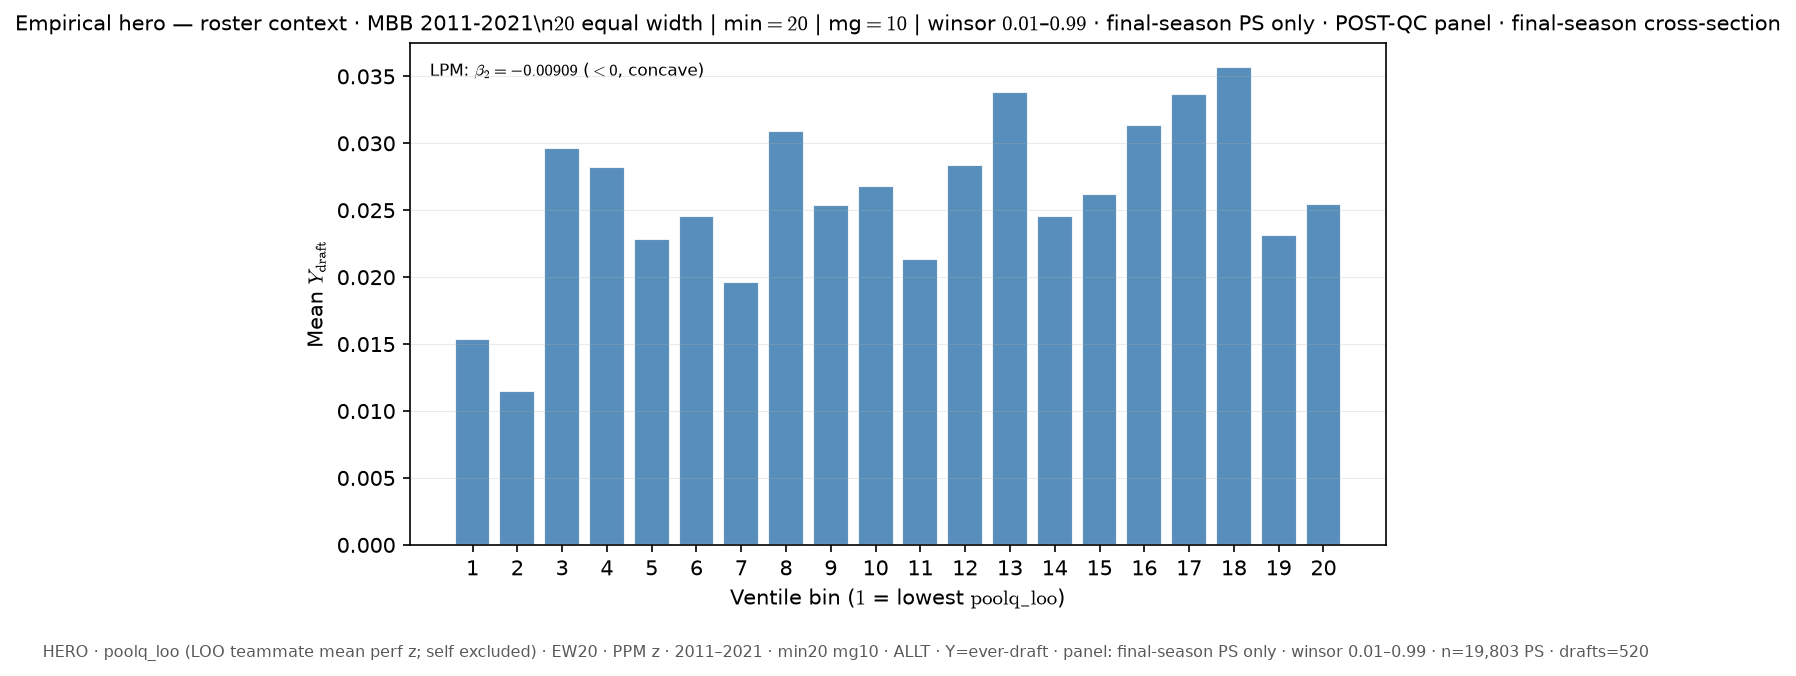 Empirical hero — roster context · MBB 2011-2021\n20 equal width | min = 20 | mg = 10 | winsor 0.01–0.99 · final-season PS only · POST-QC panel · final-season cross-section
LPM: β₂ = −0.00909 ( < 0, concave)
0.035
0.030
0.025
0.020
0.015
0.010
0.005
0.000
Mean Y_draft
1 2 3 4 5 6 7 8 9 10 11 12 13 14 15 16 17 18 19 20
Ventile bin (1 = lowest poolq_loo)
HERO · poolq_loo (LOO teammate mean perf z; self excluded) · EW20 · PPM z · 2011–2021 · min20 mg10 · ALLT · Y=ever-draft · panel: final-season PS only · winsor 0.01–0.99 · n=19,803 PS · drafts=520